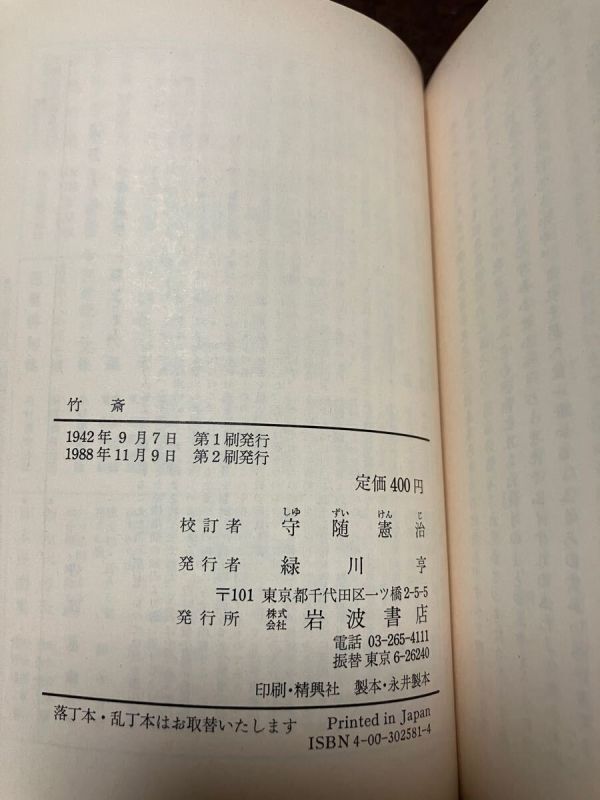 竹 斎
1942年9月7日 第1刷発行
1988年11月9日 第2刷発行
定価400円
しゅ ずい けん じ
校訂者 守随憲治
発行者 緑川亨
〒101 東京都千代田区一ツ橋2-5-5
発行所 株式会社 岩波書店
電話 03-265-4111
振替 東京6-26240
印刷・精興社 製本・永井製本
落丁本・乱丁本はお取替いたします Printed in Japan
ISBN4-00-302581-4